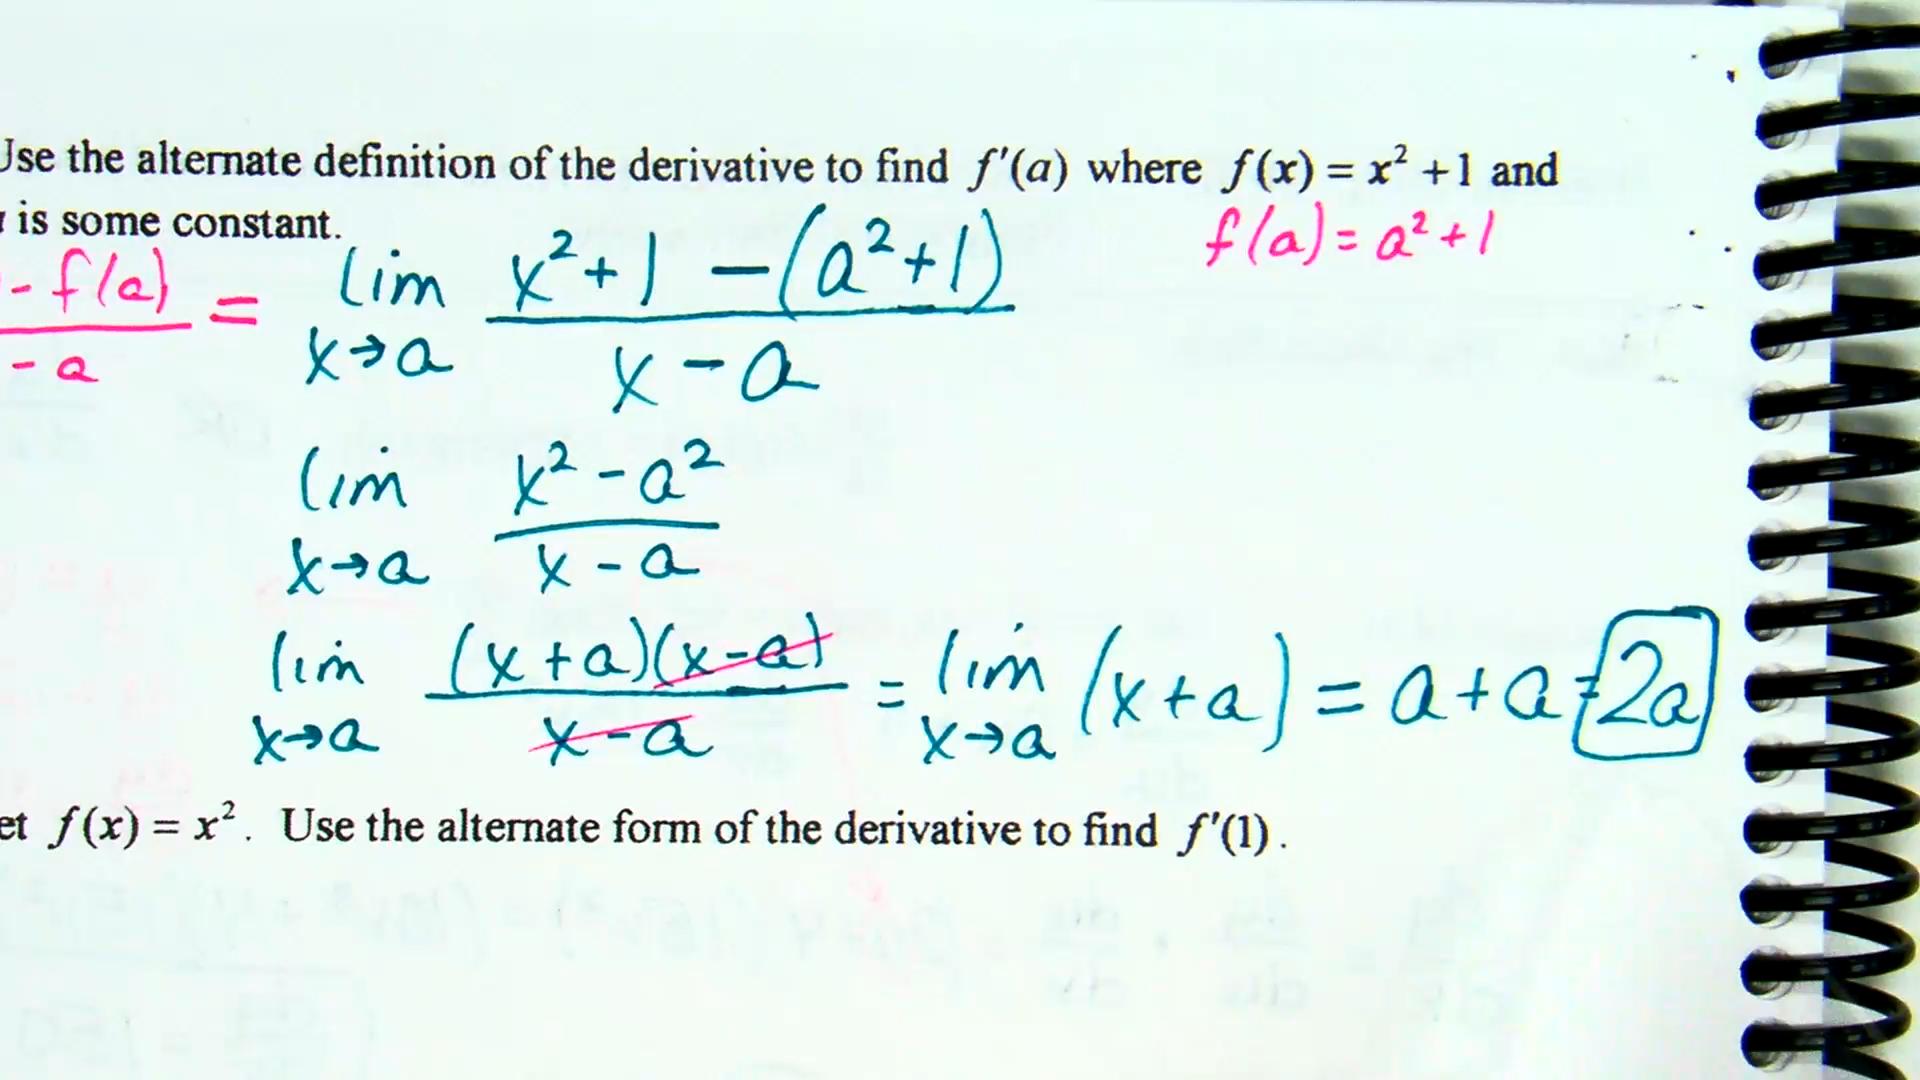 Use the alternate definition of the derivative to find f'(a) where f(x) = x² + 1 and
is some constant.
f(a) = a² + 1
- f(a) = lim x² + 1 - (a² + 1)
- a x→a x - a
lim x² - a²
x→a x - a
lim (x + a)(x - a) = lim (x + a) = a + a = 2a
x→a x - a x→a
et f(x) = x². Use the alternate form of the derivative to find f'(1).